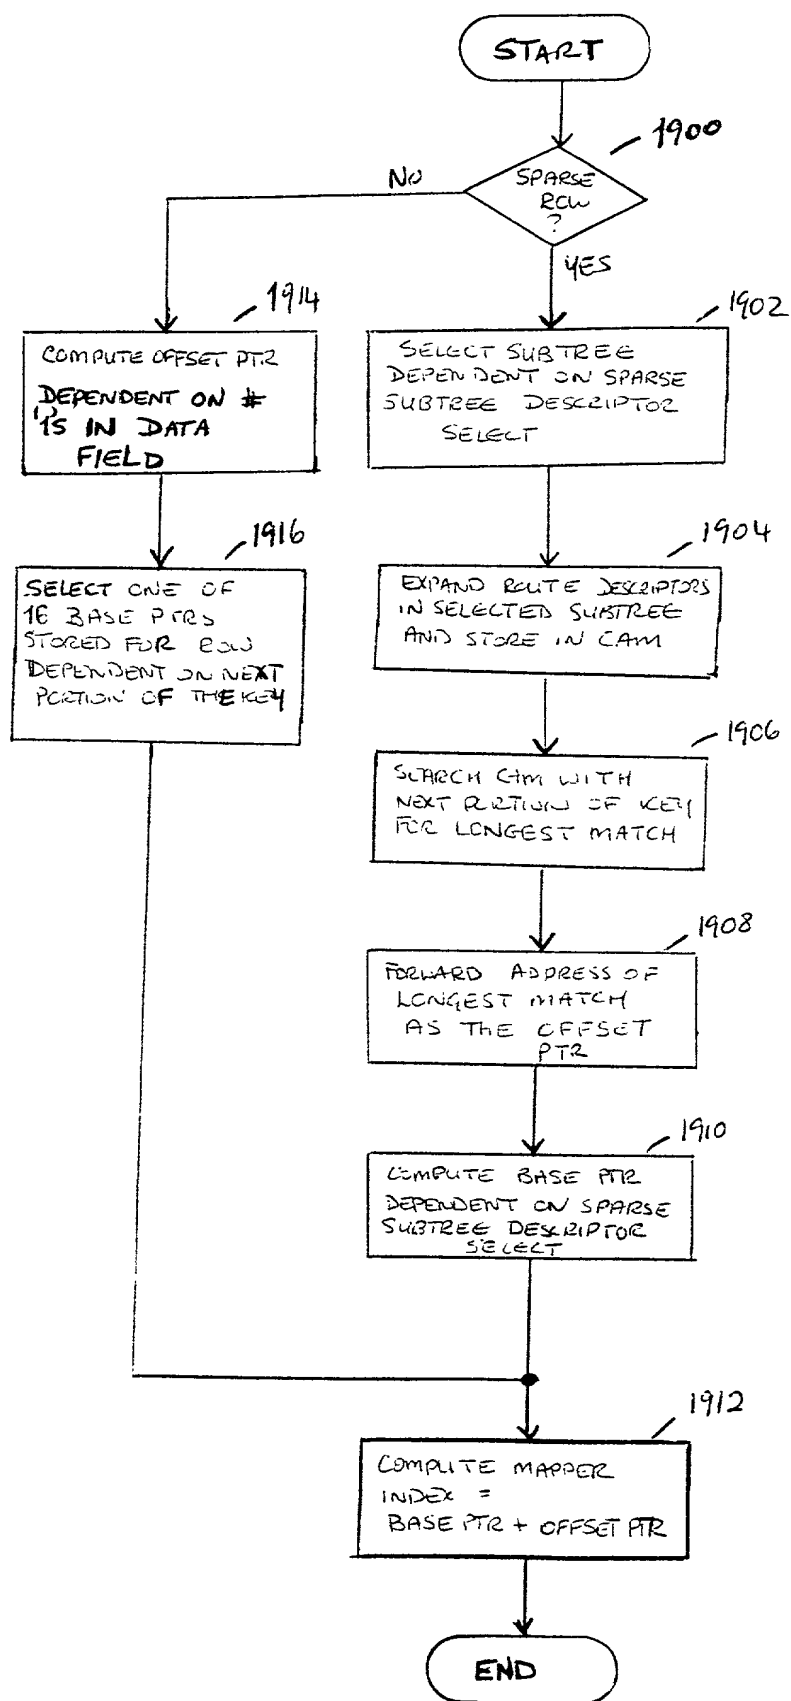 START
1900
SPARSE
ROW
?
NO
YES
1914
COMPUTE OFFSET PTR
DEPENDENT ON #
'1'S IN DATA
FIELD
1916
SELECT ONE OF
16 BASE PTRS
STORED FOR ROW
DEPENDENT ON NEXT
PORTION OF THE KEY
1902
SELECT SUBTREE
DEPENDENT ON SPARSE
SUBTREE DESCRIPTOR
SELECT
1904
EXPAND ROUTE DESCRIPTORS
IN SELECTED SUBTREE
AND STORE IN CAM
1906
SEARCH CAM WITH
NEXT PORTION OF KEY
FOR LONGEST MATCH
1908
FORWARD ADDRESS OF
LONGEST MATCH
AS THE OFFSET
PTR
1910
COMPUTE BASE PTR
DEPENDENT ON SPARSE
SUBTREE DESCRIPTOR
SELECT
1912
COMPUTE MAPPER
INDEX =
BASE PTR + OFFSET PTR
END